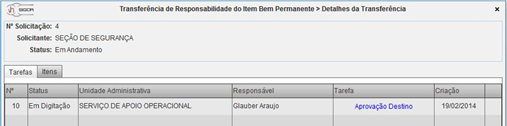 SIGOR Transferência de Responsabilidade do Item Bem Permanente > Detalhes da Transferência ×
Nº Solicitação: 4
Solicitante: SEÇÃO DE SEGURANÇA
Status: Em Andamento
Tarefas Itens
Nº Status Unidade Administrativa Responsável Tarefa Criação
10 Em Digitação SERVIÇO DE APOIO OPERACIONAL Glauber Araujo Aprovação Destino 19/02/2014